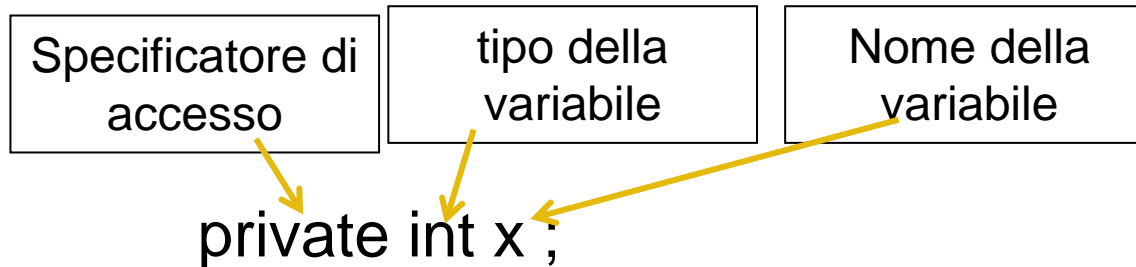 Specificatore di
accesso
tipo della
variabile
Nome della
variabile
private int x ;